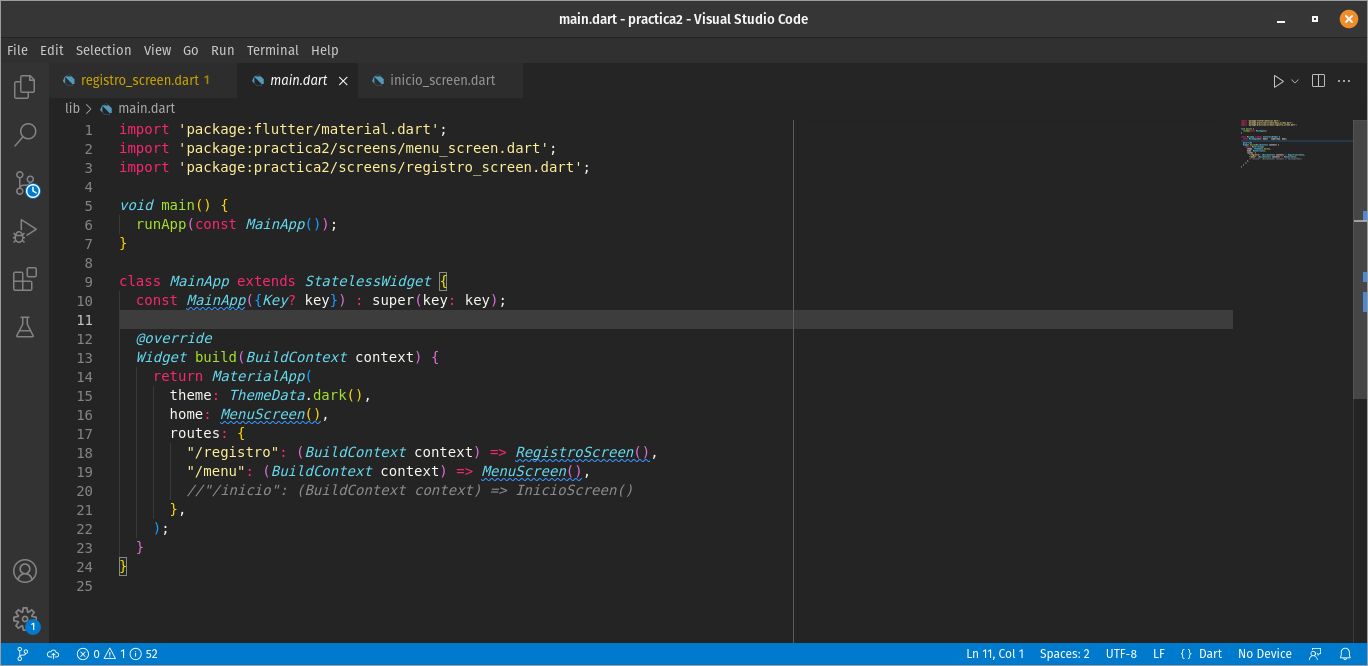 main.dart - practica2 - Visual Studio Code
File Edit Selection View Go Run Terminal Help
registro_screen.dart 1 main.dart inicio_screen.dart
lib > main.dart
1 import 'package:flutter/material.dart';
2 import 'package:practica2/screens/menu_screen.dart';
3 import 'package:practica2/screens/registro_screen.dart';
4
5 void main() {
6   runApp(const MainApp());
7 }
8
9 class MainApp extends StatelessWidget {
10   const MainApp({Key? key}) : super(key: key);
11
12   @override
13   Widget build(BuildContext context) {
14     return MaterialApp(
15       theme: ThemeData.dark(),
16       home: MenuScreen(),
17       routes: {
18         "/registro": (BuildContext context) => RegistroScreen(),
19         "/menu": (BuildContext context) => MenuScreen(),
20         //"/inicio": (BuildContext context) => InicioScreen()
21       },
22     );
23   }
24 }
25
1
0 1 52 Ln 11, Col 1 Spaces: 2 UTF-8 LF {} Dart No Device